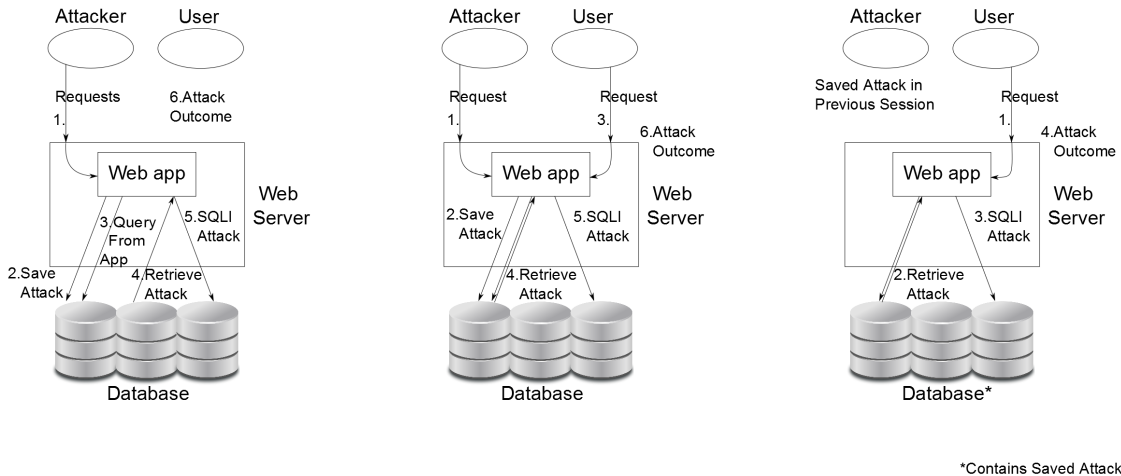 Attacker
User
Requests
1.
6.Attack
Outcome
Web app
Web
Server
3.Query
From
App
5.SQLI
Attack
2.Save
Attack
4.Retrieve
Attack
Database
Attacker
User
Request
1.
Request
3.
6.Attack
Outcome
Web app
Web
Server
2.Save
Attack
5.SQLI
Attack
4.Retrieve
Attack
Database
Attacker
User
Saved Attack in
Previous Session
Request
1.
4.Attack
Outcome
Web app
Web
Server
3.SQLI
Attack
2.Retrieve
Attack
Database*
*Contains Saved Attack